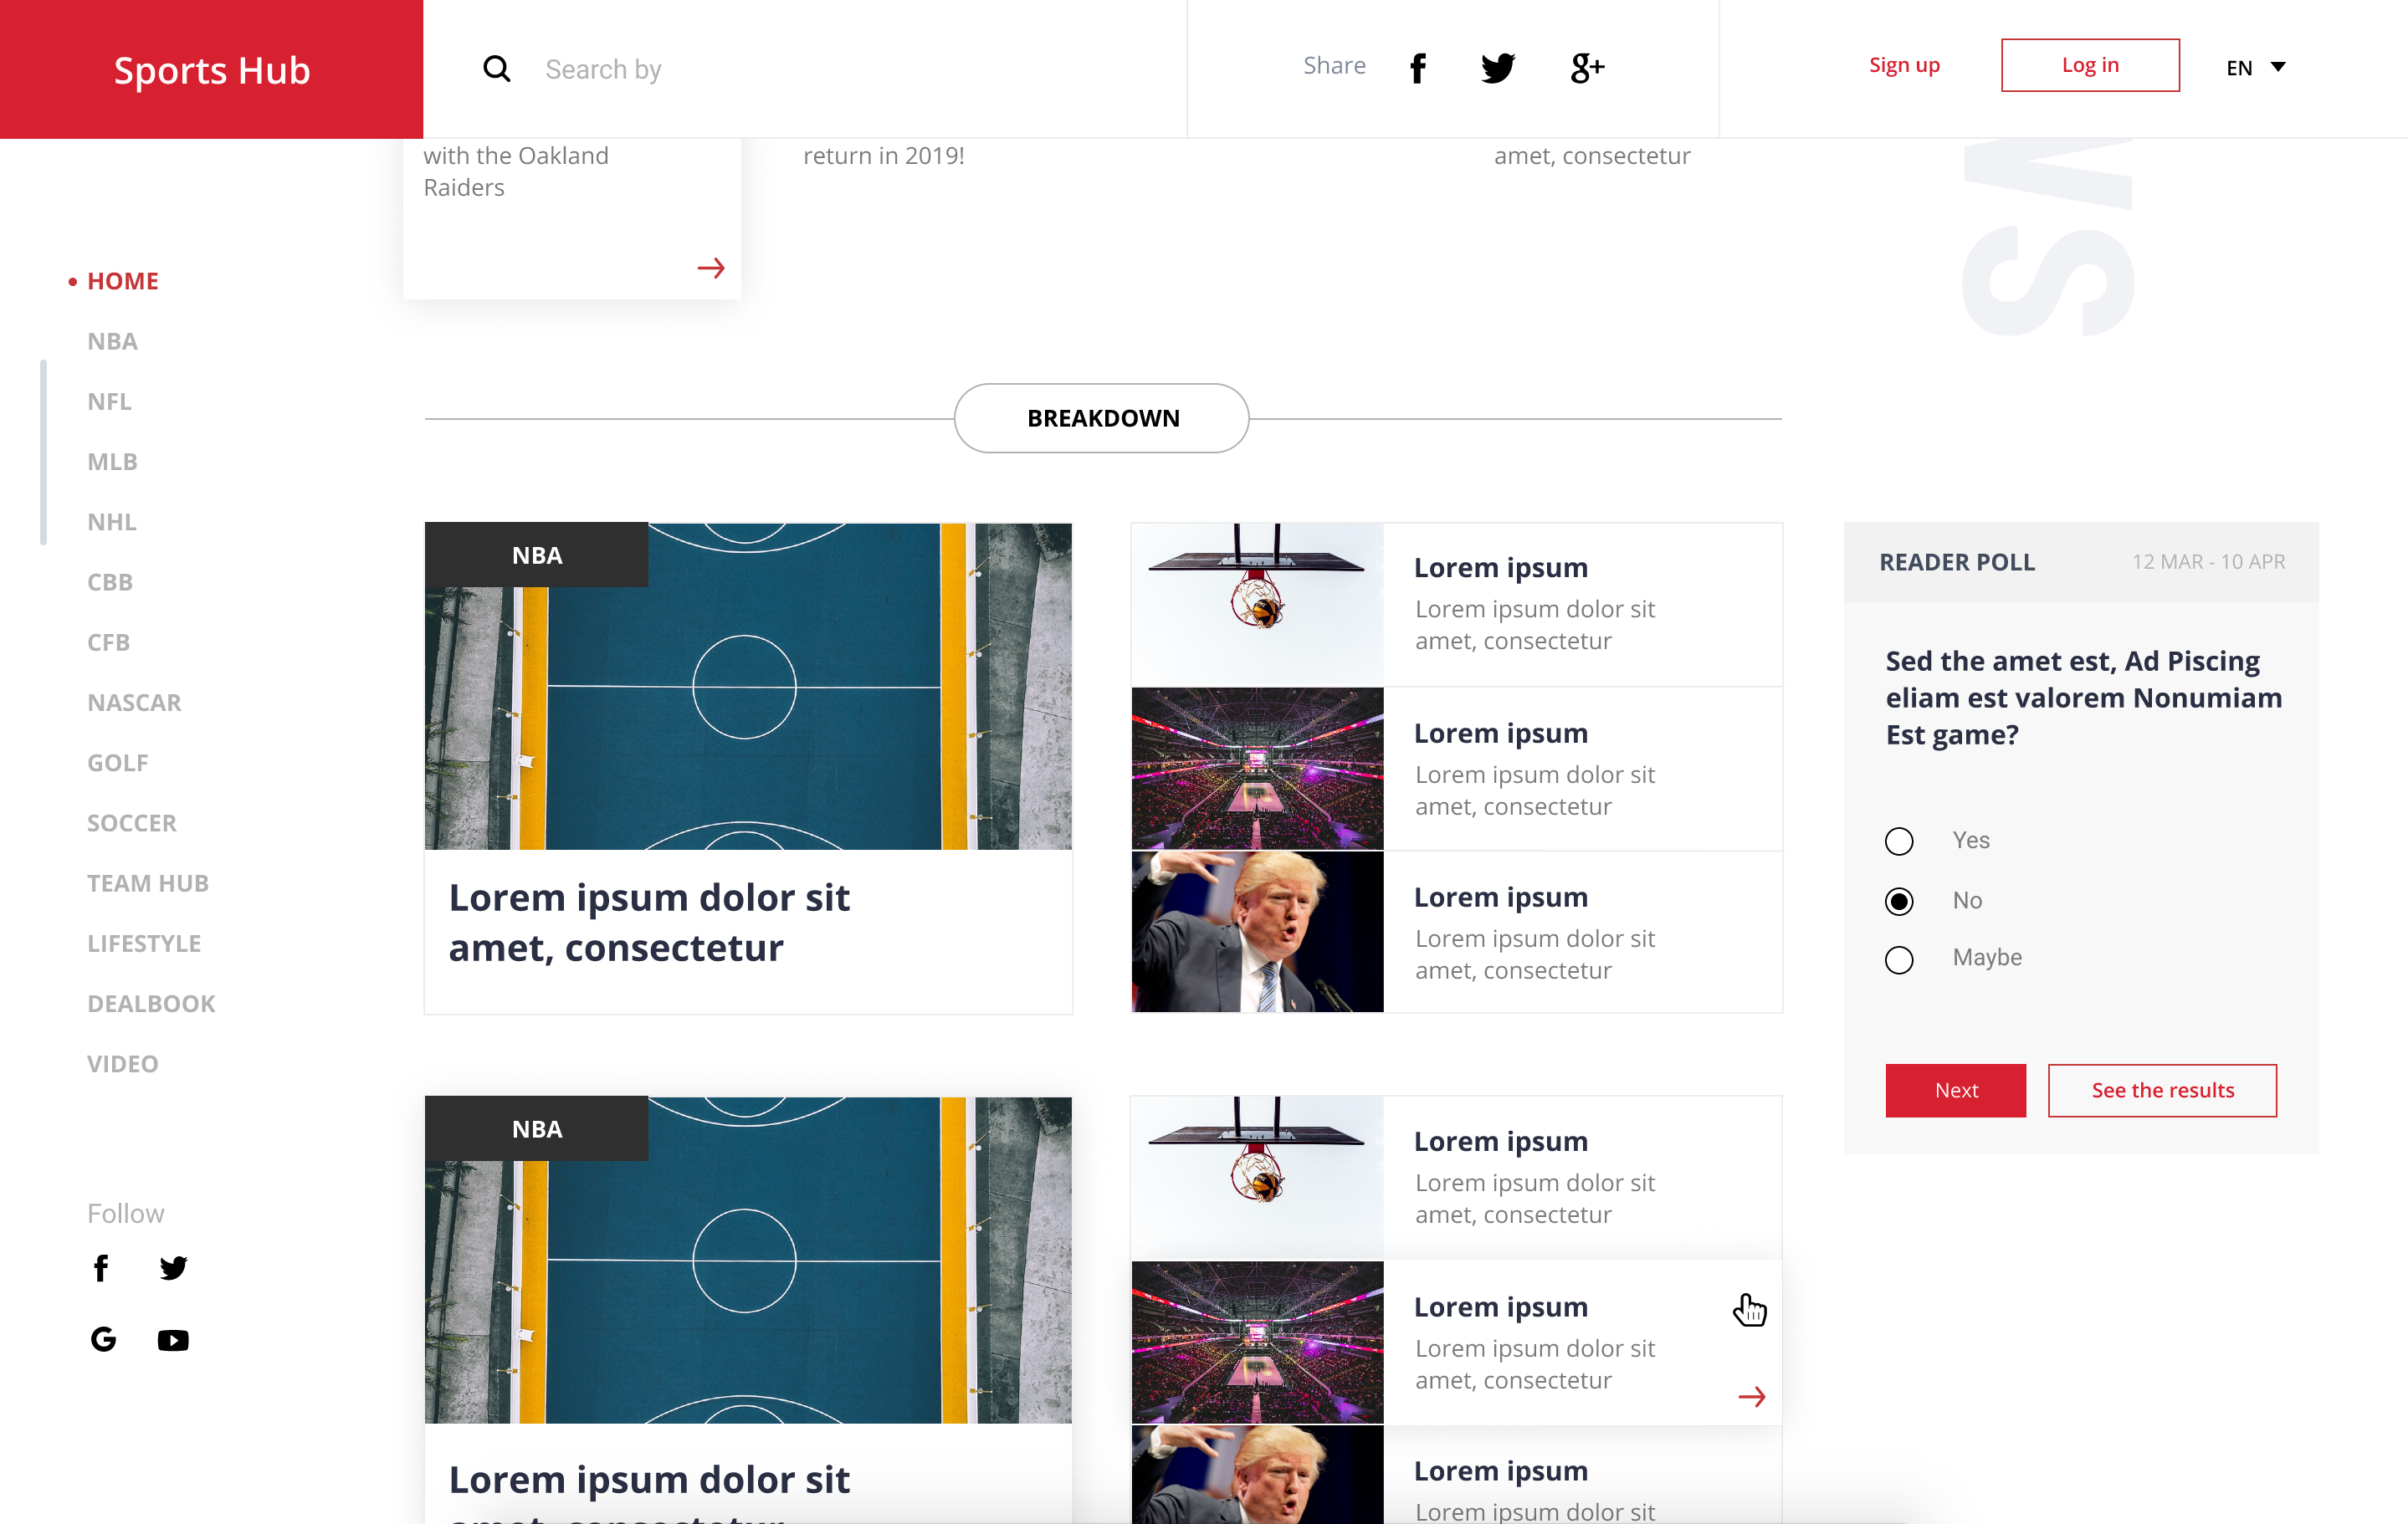 Sports Hub
Search by
Share
Sign up
Log in
EN
with the Oakland
Raiders
return in 2019!
amet, consectetur
S
HOME
NBA
NFL
MLB
NHL
CBB
CFB
NASCAR
GOLF
SOCCER
TEAM HUB
LIFESTYLE
DEALBOOK
VIDEO
Follow
BREAKDOWN
NBA
Lorem ipsum dolor sit
amet, consectetur
Lorem ipsum
Lorem ipsum dolor sit
amet, consectetur
Lorem ipsum
Lorem ipsum dolor sit
amet, consectetur
Lorem ipsum
Lorem ipsum dolor sit
amet, consectetur
READER POLL
12 MAR - 10 APR
Sed the amet est, Ad Piscing
eliam est valorem Nonumiam
Est game?
Yes
No
Maybe
Next
See the results
NBA
Lorem ipsum dolor sit
amet, consectetur
Lorem ipsum
Lorem ipsum dolor sit
amet, consectetur
Lorem ipsum
Lorem ipsum dolor sit
amet, consectetur
Lorem ipsum
Lorem ipsum dolor sit